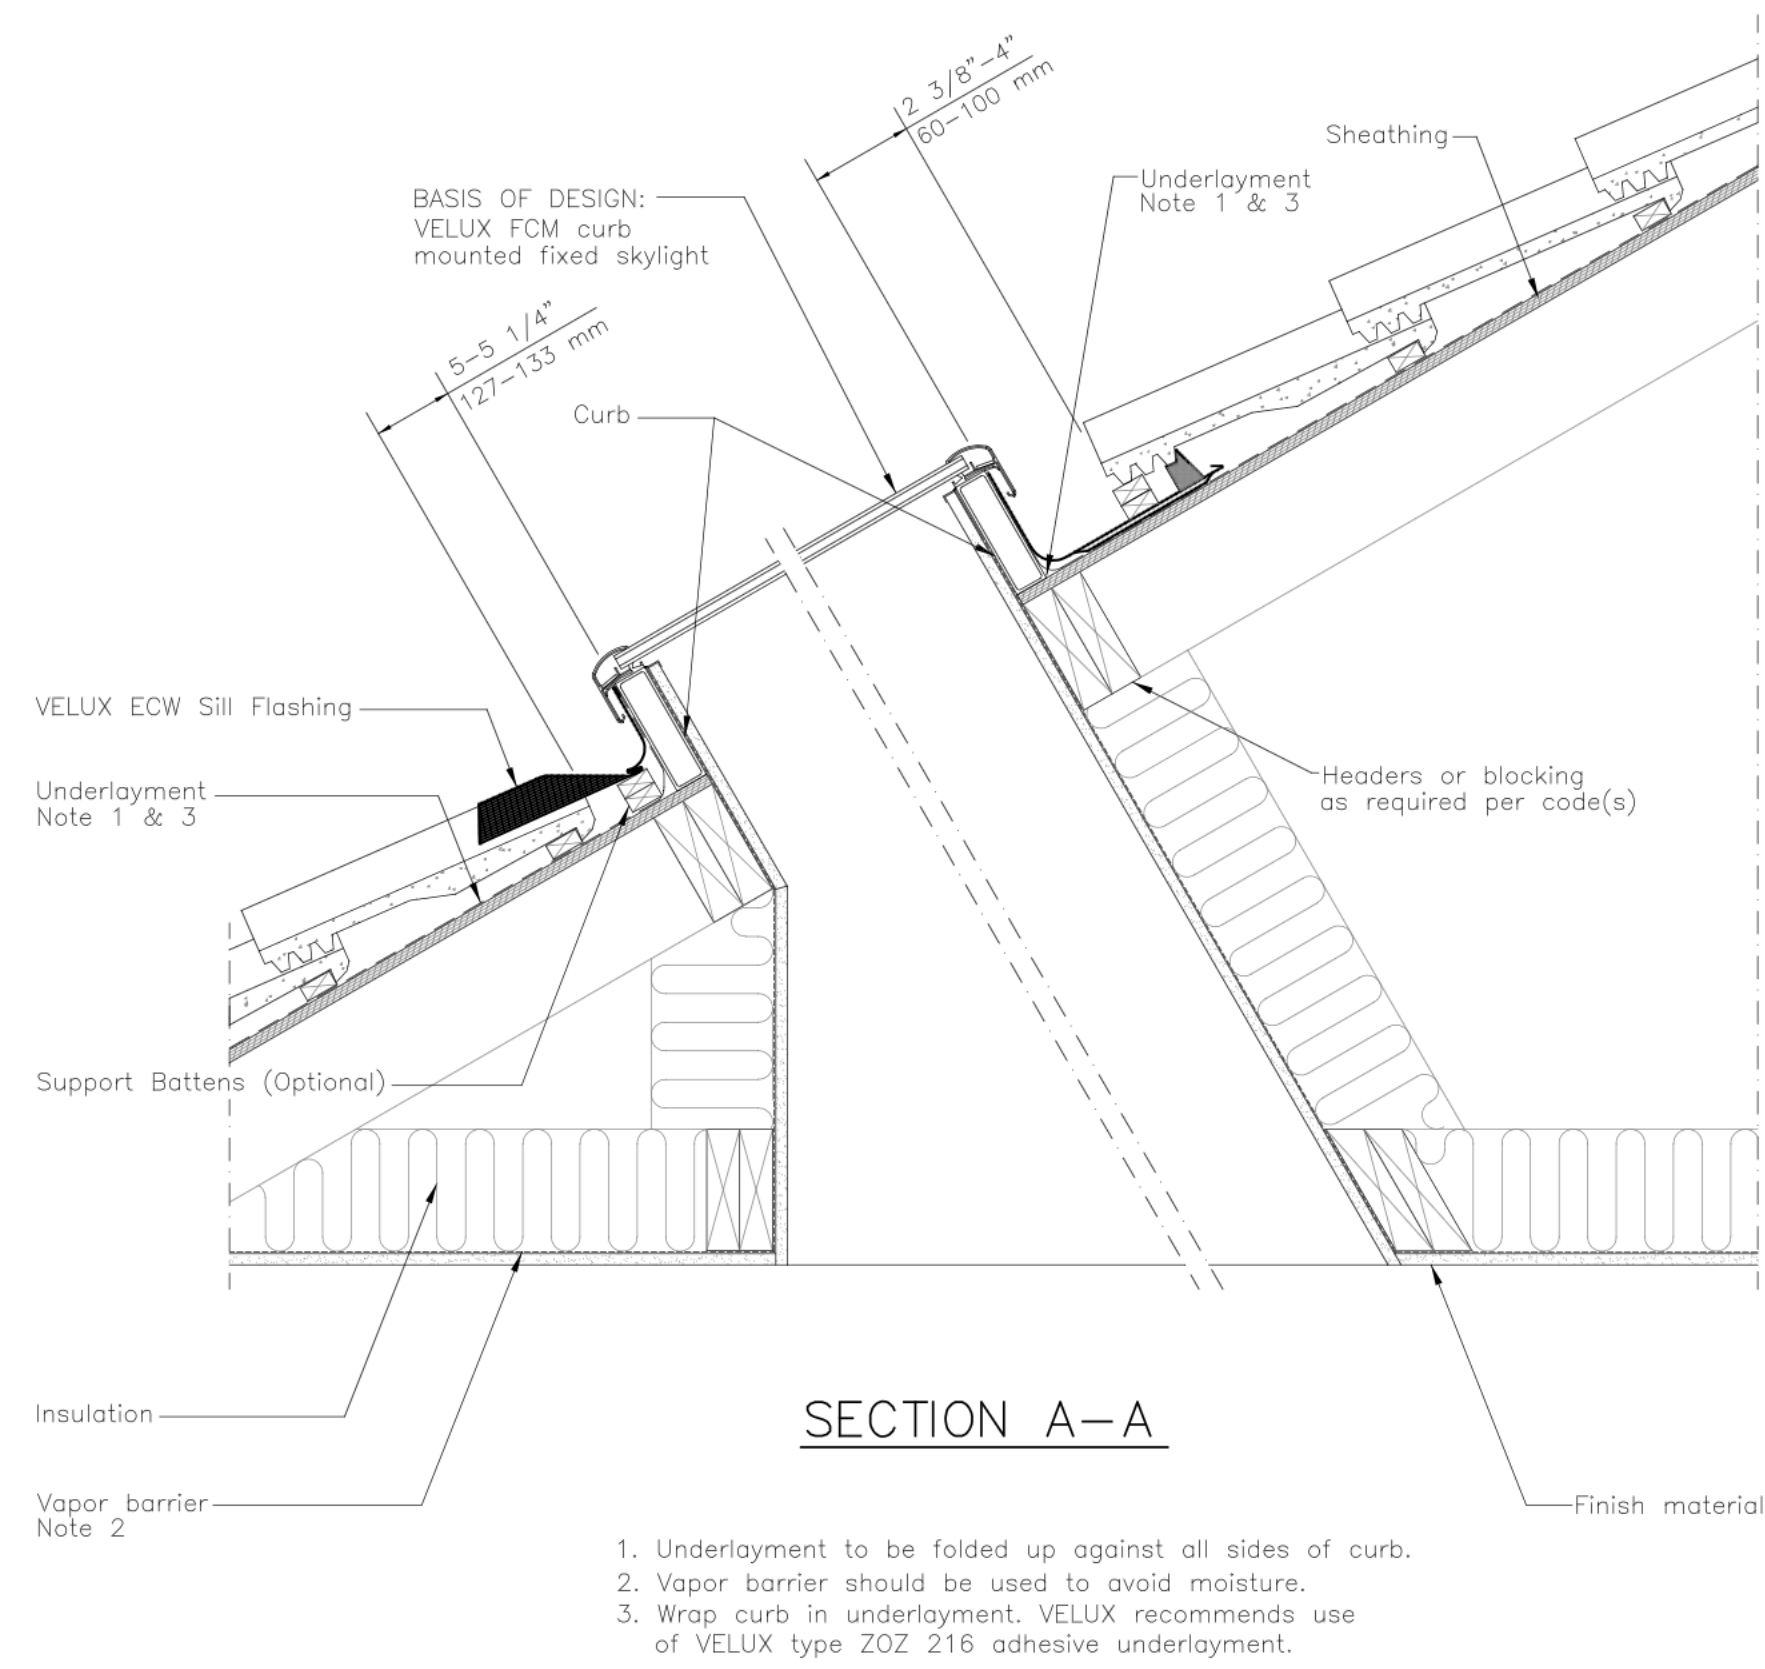 2 3/8"-4"
60-100 mm
Sheathing
Underlayment
Note 1 & 3
BASIS OF DESIGN:
VELUX FCM curb
mounted fixed skylight
5-5 1/4"
127-133 mm
Curb
VELUX ECW Sill Flashing
Underlayment
Note 1 & 3
Headers or blocking
as required per code(s)
Support Battens (Optional)
Insulation
Vapor barrier
Note 2
Finish material
SECTION A-A
1. Underlayment to be folded up against all sides of curb.
2. Vapor barrier should be used to avoid moisture.
3. Wrap curb in underlayment. VELUX recommends use
of VELUX type ZOZ 216 adhesive underlayment.